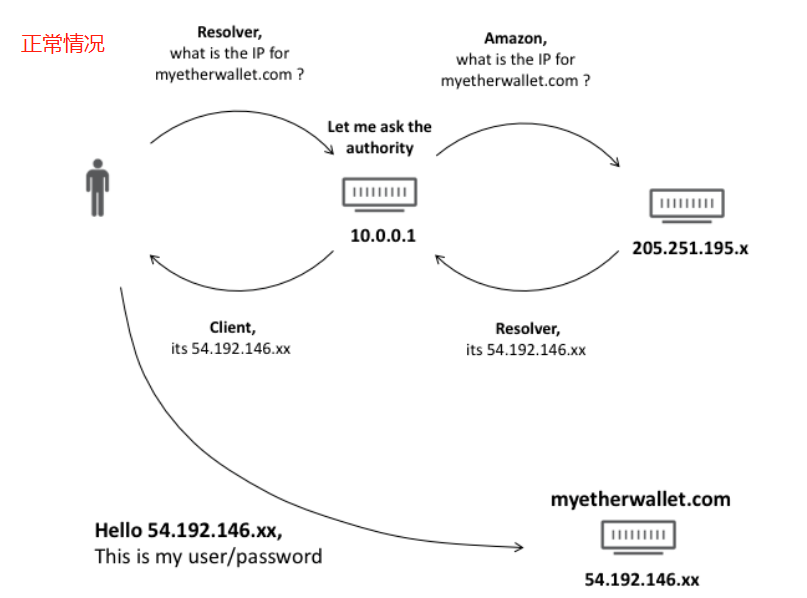 正常情况
Resolver,
what is the IP for
myetherwallet.com ?
Amazon,
what is the IP for
myetherwallet.com ?
Let me ask the
authority
10.0.0.1
205.251.195.x
Client,
its 54.192.146.xx
Resolver,
its 54.192.146.xx
Hello 54.192.146.xx,
This is my user/password
myetherwallet.com
54.192.146.xx